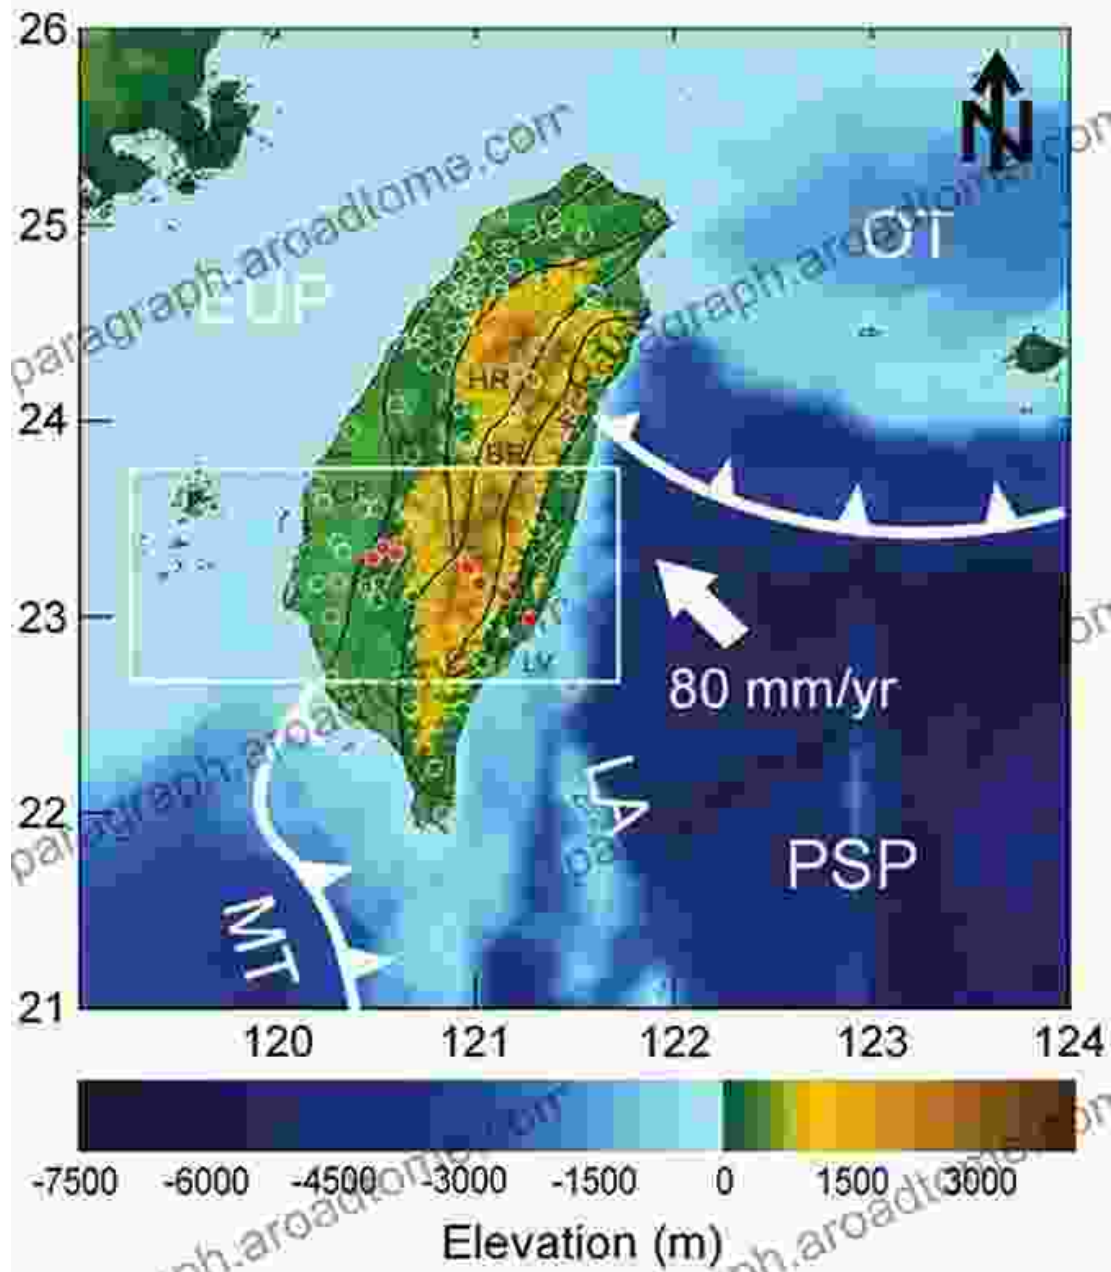 26
25
24
23
22
21
N
OT
EUP
HR
BR
CP
LV
80 mm/yr
LA
PSP
MT
120 121 122 123 124
-7500 -6000 -4500 -3000 -1500 0 1500 3000
Elevation (m)
paragraph.aroadtome.com